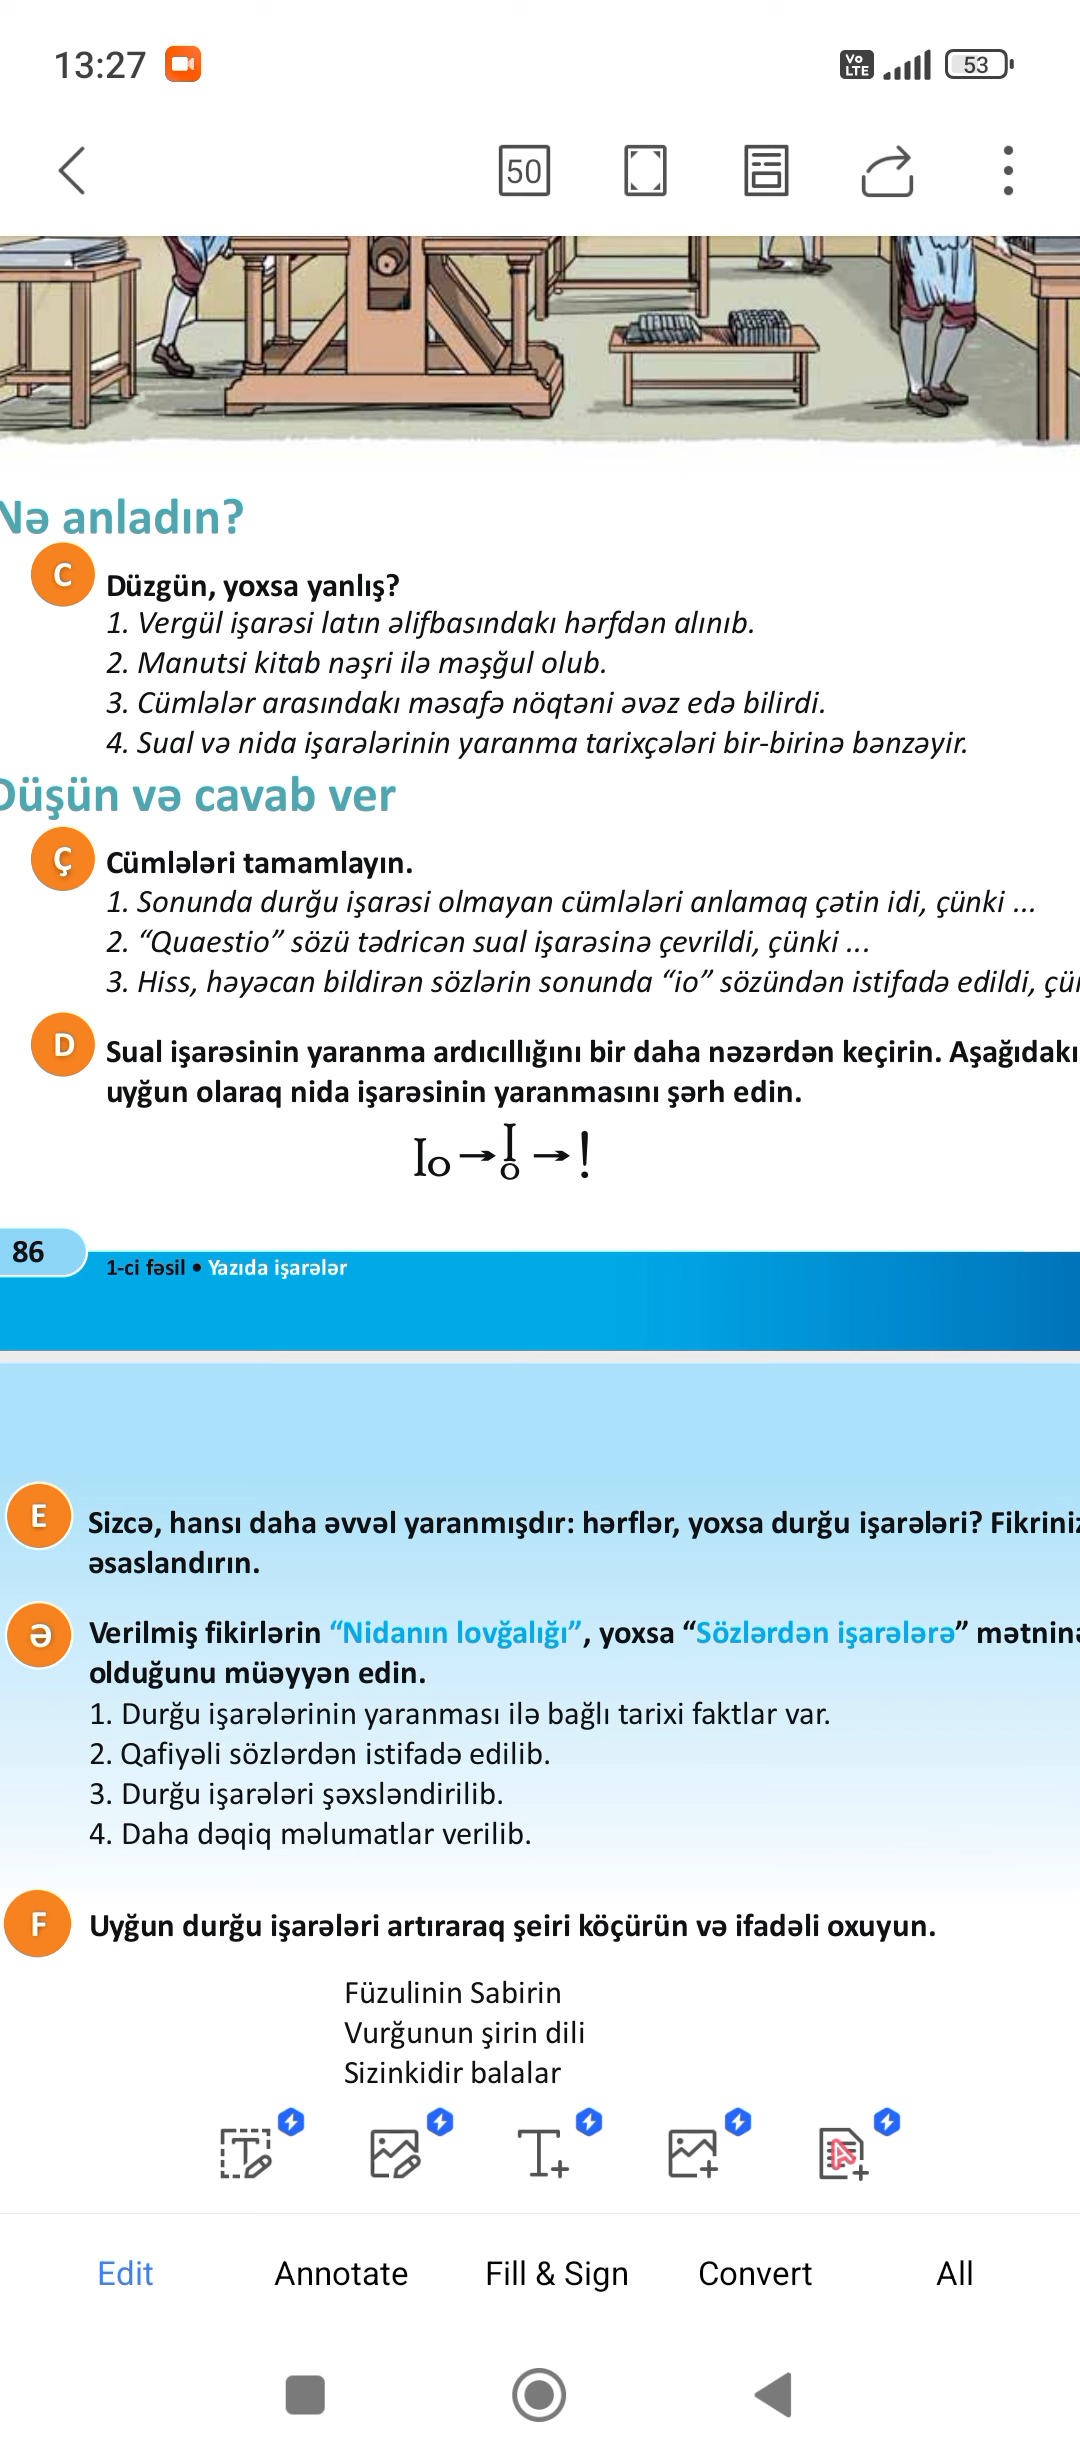 13:27
Vo LTE
53
50
Nə anladın?
C
Düzgün, yoxsa yanlış?
1. Vergül işarəsi latın əlifbasındakı hərfdən alınıb.
2. Manutsi kitab nəşri ilə məşğul olub.
3. Cümlələr arasındakı məsafə nöqtəni əvəz edə bilirdi.
4. Sual və nida işarələrinin yaranma tarixçələri bir-birinə bənzəyir.
Düşün və cavab ver
Ç
Cümlələri tamamlayın.
1. Sonunda durğu işarəsi olmayan cümlələri anlamaq çətin idi, çünki ...
2. “Quaestio” sözü tədricən sual işarəsinə çevrildi, çünki ...
3. Hiss, həyəcan bildirən sözlərin sonunda “io” sözündən istifadə edildi,
D
Sual işarəsinin yaranma ardıcıllığını bir daha nəzərdən keçirin. Aşağıdakı
uyğun olaraq nida işarəsinin yaranmasını şərh edin.
Io → I o → !
86
1-ci fəsil • Yazıda işarələr
E
Sizcə, hansı daha əvvəl yaranmışdır: hərflər, yoxsa durğu işarələri?
əsaslandırın.
Ə
Verilmiş fikirlərin “Nidanın lovğalığı”, yoxsa “Sözlərdən işarələrə”
olduğunu müəyyən edin.
1. Durğu işarələrinin yaranması ilə bağlı tarixi faktlar var.
2. Qafiyəli sözlərdən istifadə edilib.
3. Durğu işarələri şəxsləndirilib.
4. Daha dəqiq məlumatlar verilib.
F
Uyğun durğu işarələri artıraraq şeiri köçürün və ifadəli oxuyun.
Füzulinin Sabirin
Vurğunun şirin dili
Sizinkidir balalar
Edit
Annotate
Fill & Sign
Convert
All